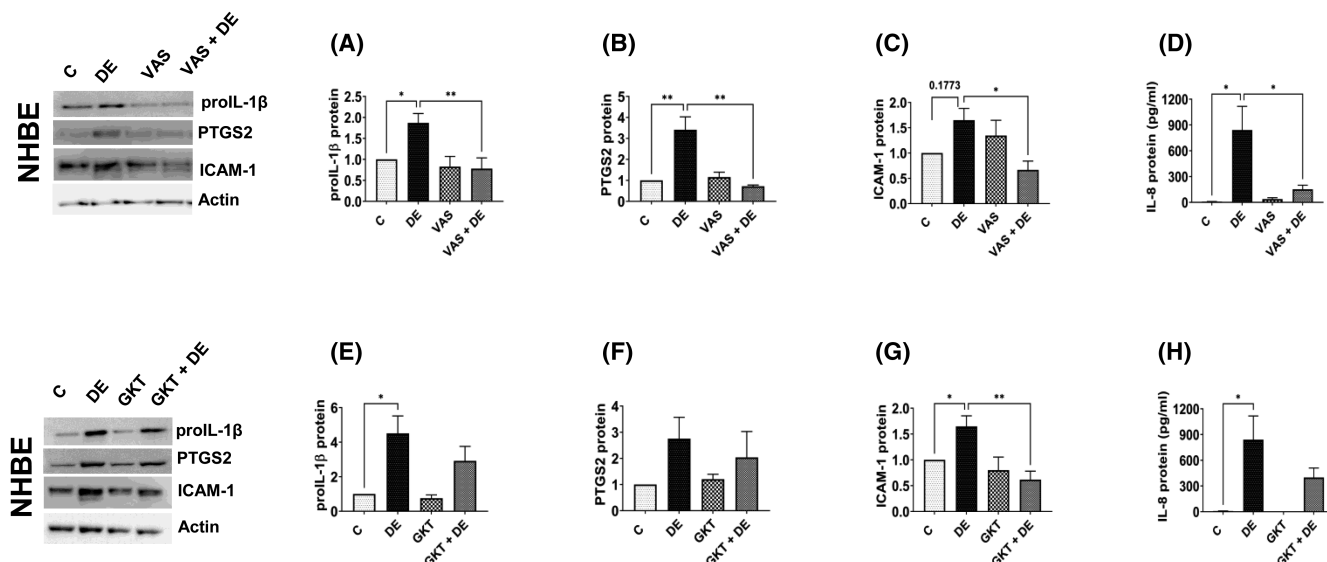 NHBE
C DE VAS VAS + DE
proIL-1β
PTGS2
ICAM-1
Actin
(A)
* **
proIL-1β protein
2.5
2.0
1.5
1.0
0.5
0.0
C DE VAS VAS + DE
(B)
** **
PTGS2 protein
5
4
3
2
1
0
C DE VAS VAS + DE
(C)
0.1773 *
ICAM-1 protein
2.0
1.5
1.0
0.5
0.0
C DE VAS VAS + DE
(D)
* *
IL-8 protein (pg/ml)
1200
900
600
300
0
C DE VAS VAS + DE
NHBE
C DE GKT GKT + DE
proIL-1β
PTGS2
ICAM-1
Actin
(E)
*
proIL-1β protein
6
4
2
0
C DE GKT GKT + DE
(F)
PTGS2 protein
4
3
2
1
0
C DE GKT GKT + DE
(G)
* **
ICAM-1 protein
2.0
1.5
1.0
0.5
0.0
C DE GKT GKT + DE
(H)
*
IL-8 protein (pg/ml)
1200
900
600
300
0
C DE GKT GKT + DE